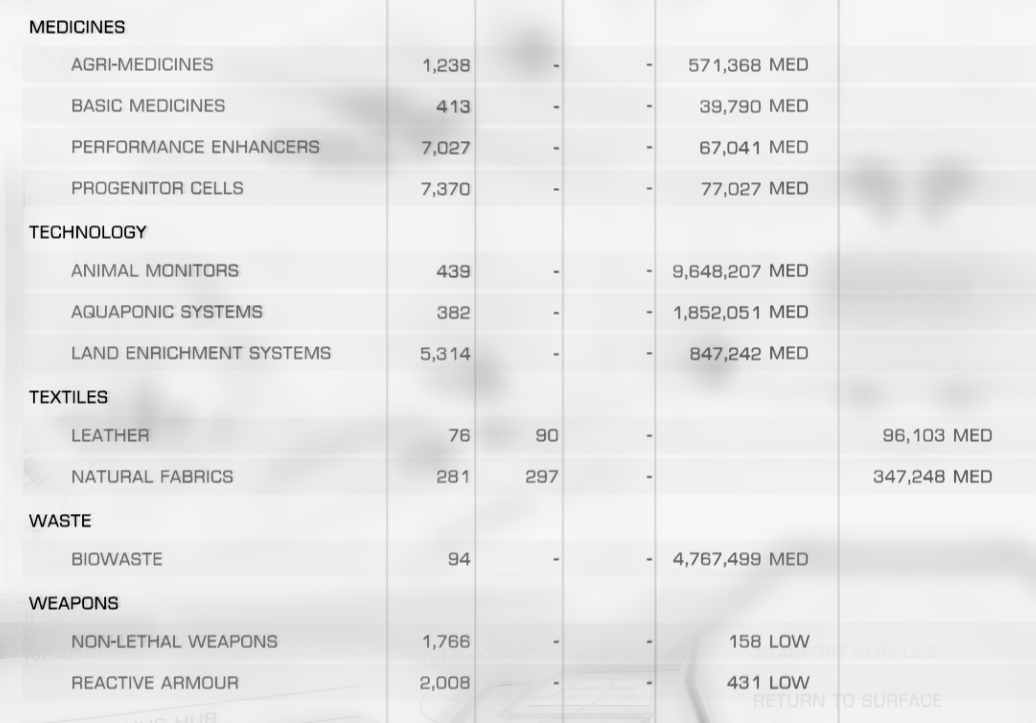 MEDICINES
AGRI-MEDICINES 1,238 - - 571,368 MED
BASIC MEDICINES 413 - - 39,790 MED
PERFORMANCE ENHANCERS 7,027 - - 67,041 MED
PROGENITOR CELLS 7,370 - - 77,027 MED
TECHNOLOGY
ANIMAL MONITORS 439 - - 9,648,207 MED
AQUAPONIC SYSTEMS 382 - - 1,852,051 MED
LAND ENRICHMENT SYSTEMS 5,314 - - 847,242 MED
TEXTILES
LEATHER 76 90 - 96,103 MED
NATURAL FABRICS 281 297 - 347,248 MED
WASTE
BIOWASTE 94 - - 4,767,499 MED
WEAPONS
NON-LETHAL WEAPONS 1,766 - - 158 LOW
STARPORT SERVICES
REACTIVE ARMOUR 2,008 - - 431 LOW
RETURN TO SURFACE
HUB